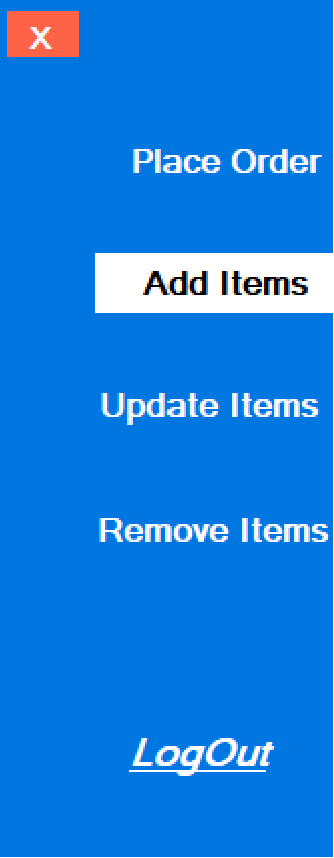 X
Place Order
Add Items
Update Items
Remove Items
LogOut